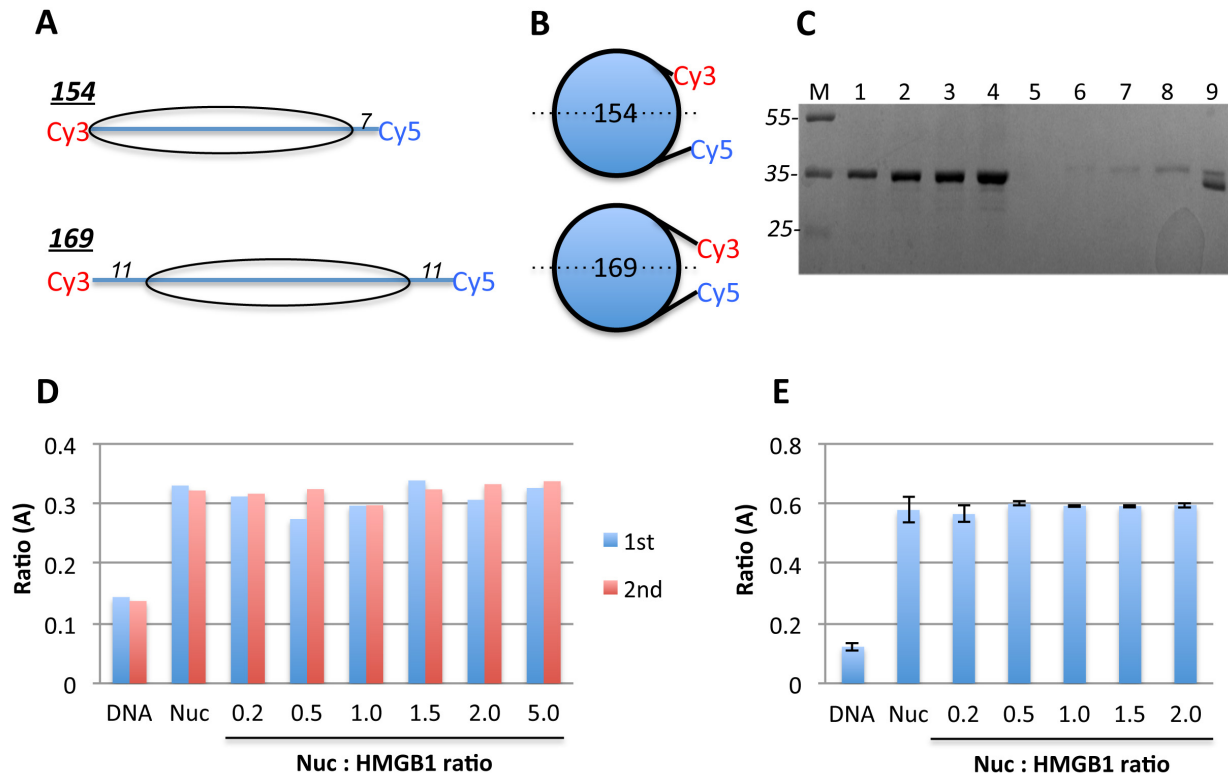 A
154
Cy3
7
Cy5
169
11
11
Cy3
Cy5
B
154
Cy3
Cy5
169
Cy3
Cy5
C
M 1 2 3 4 5 6 7 8 9
55-
35-
25-
D
Ratio (A)
0.4
0.3
0.2
0.1
0
DNA Nuc 0.2 0.5 1.0 1.5 2.0 5.0
Nuc : HMGB1 ratio
1st
2nd
E
Ratio (A)
0.8
0.6
0.4
0.2
0
DNA Nuc 0.2 0.5 1.0 1.5 2.0
Nuc : HMGB1 ratio